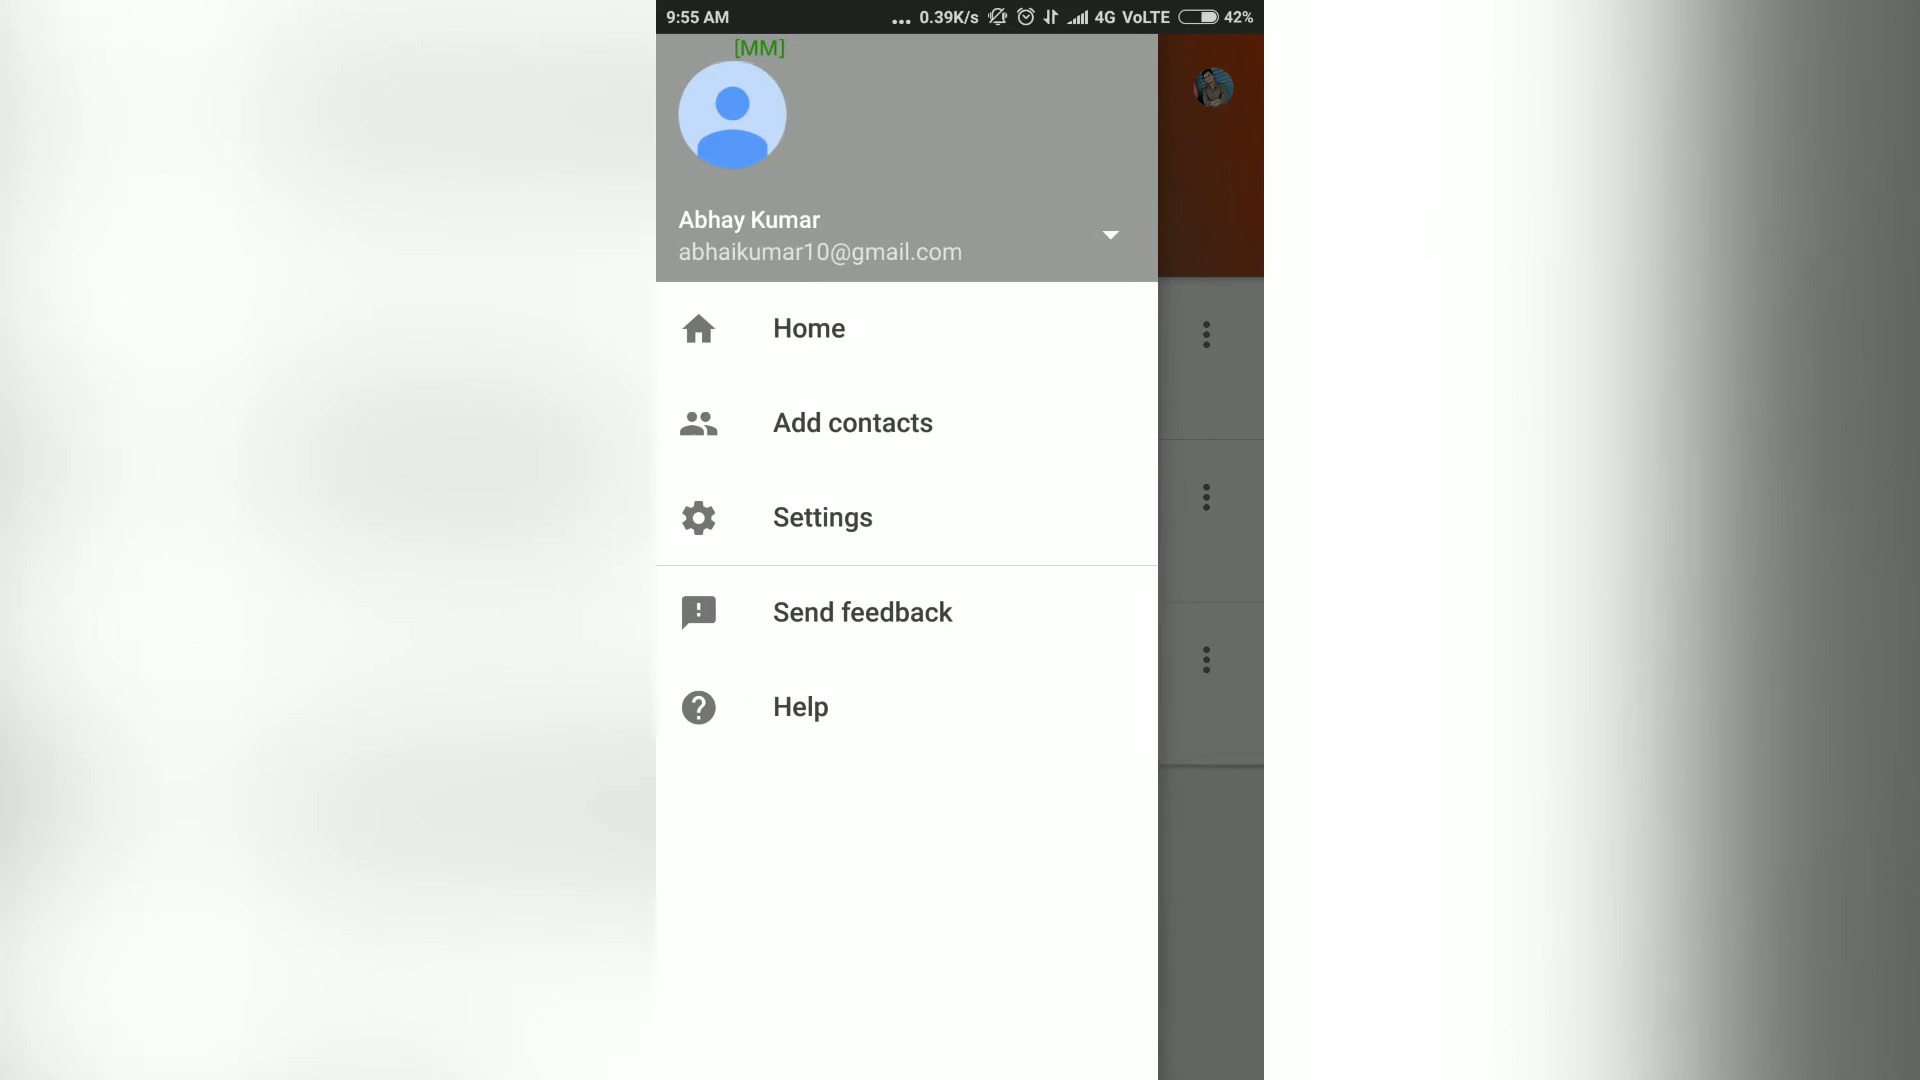 9:55 AM ... 0.39K/s 4G VoLTE 42%
[MM]
Abhay Kumar
abhaikumar10@gmail.com
Home
Add contacts
Settings
Send feedback
Help